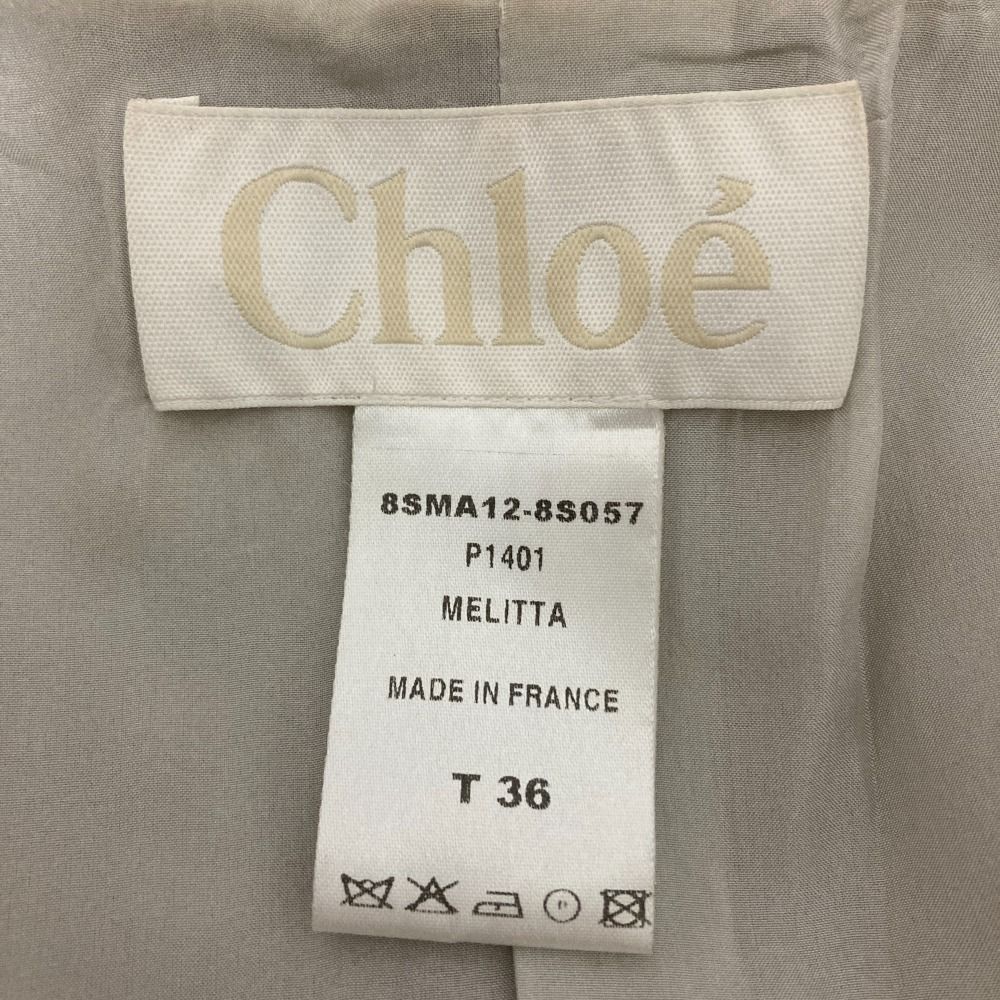 Chloé
8SMA12-8S057
P1401
MELITTA
MADE IN FRANCE
T 36